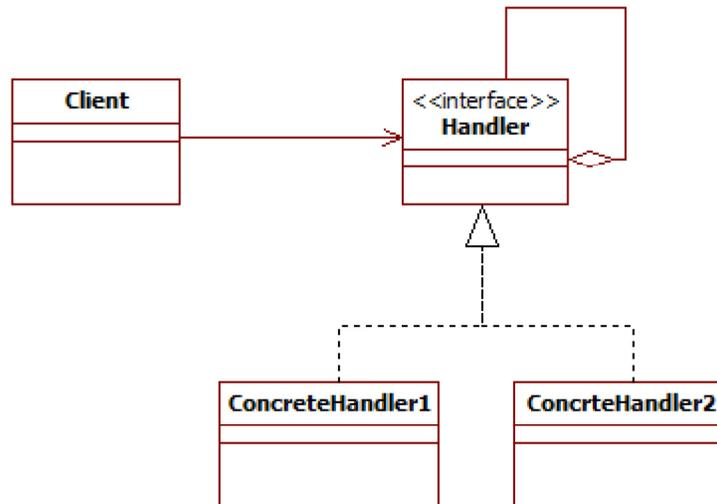 Client
<<interface>>
Handler
ConcreteHandler1
ConcrteHandler2